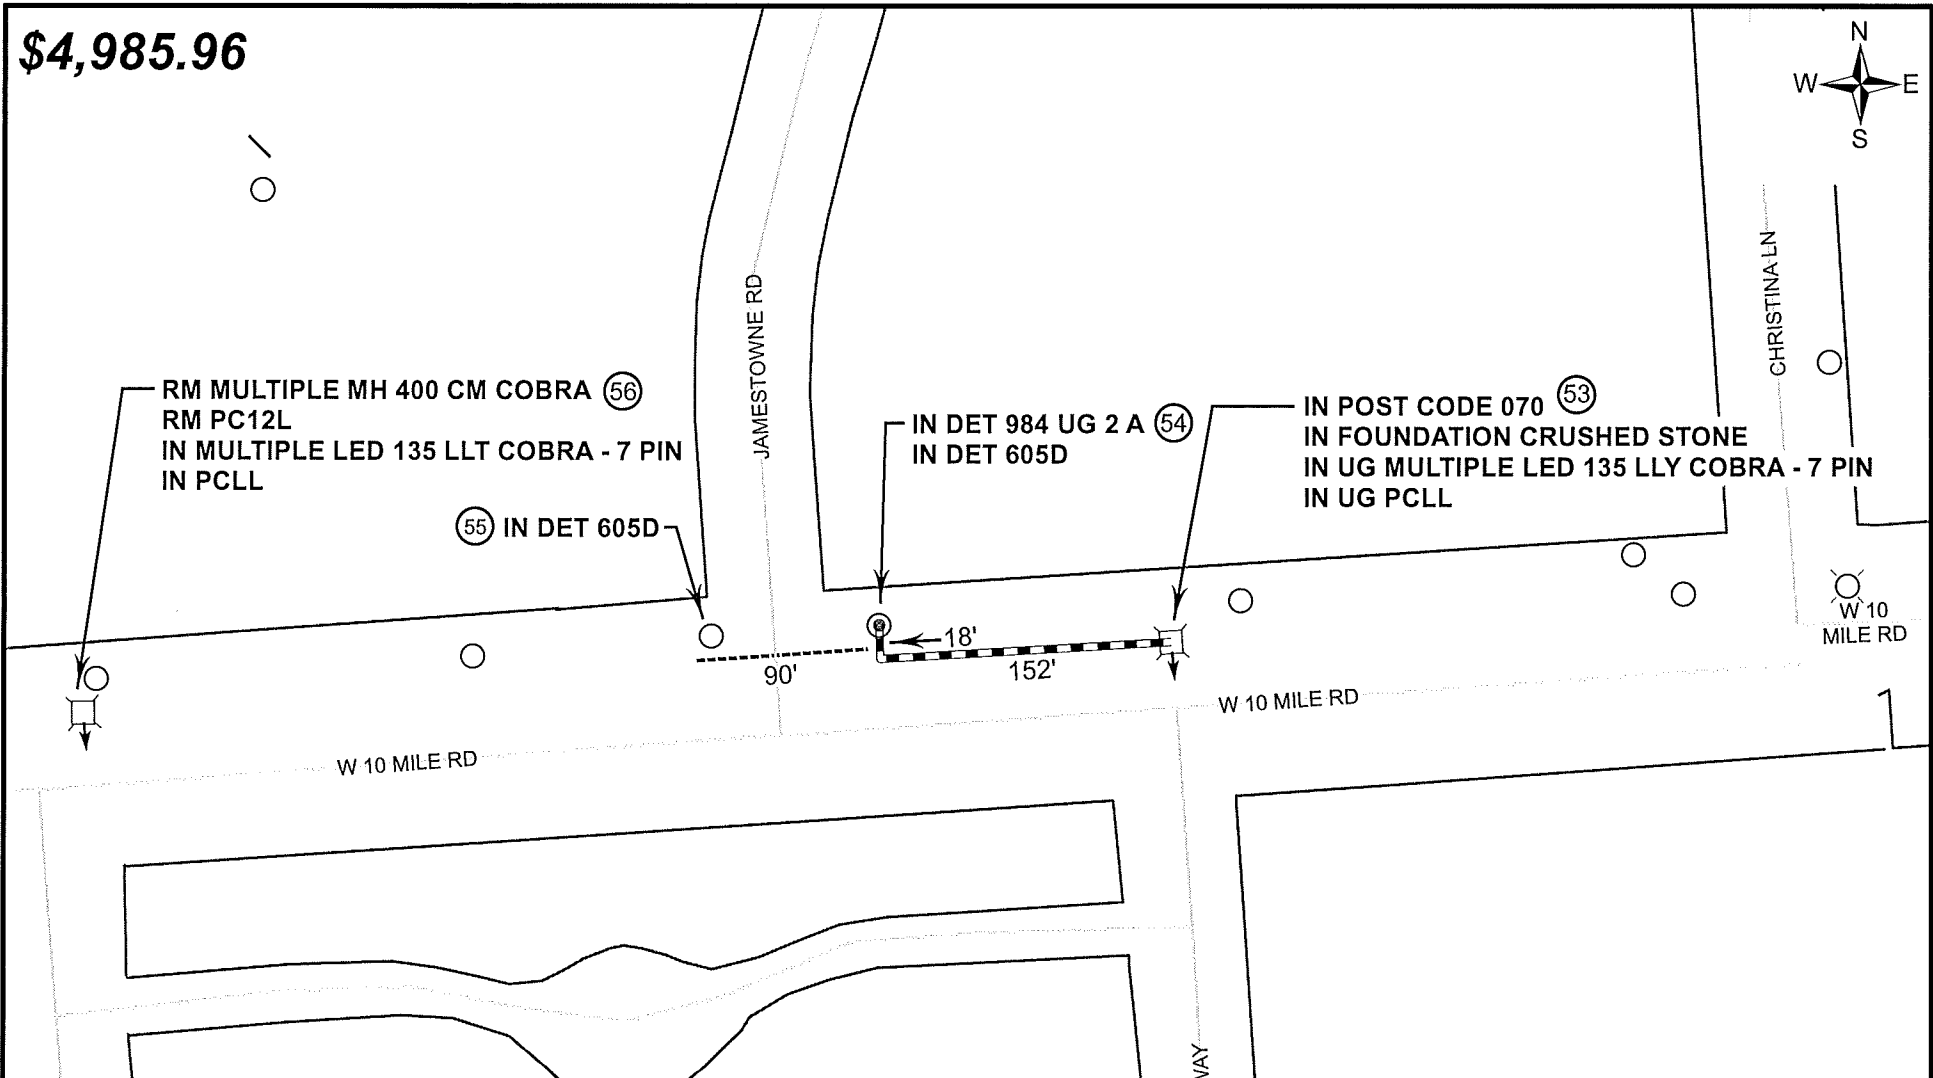 $4,985.96
N
W E
S
JAMESTOWNE RD
CHRISTINA LN
RM MULTIPLE MH 400 CM COBRA 56
RM PC12L
IN MULTIPLE LED 135 LLT COBRA - 7 PIN
IN PCLL
IN DET 984 UG 2 A 54
IN DET 605D
IN POST CODE 070 53
IN FOUNDATION CRUSHED STONE
IN UG MULTIPLE LED 135 LLY COBRA - 7 PIN
IN UG PCLL
55 IN DET 605D
W 10
MILE RD
18'
90'
152'
W 10 MILE RD
W 10 MILE RD
WAY